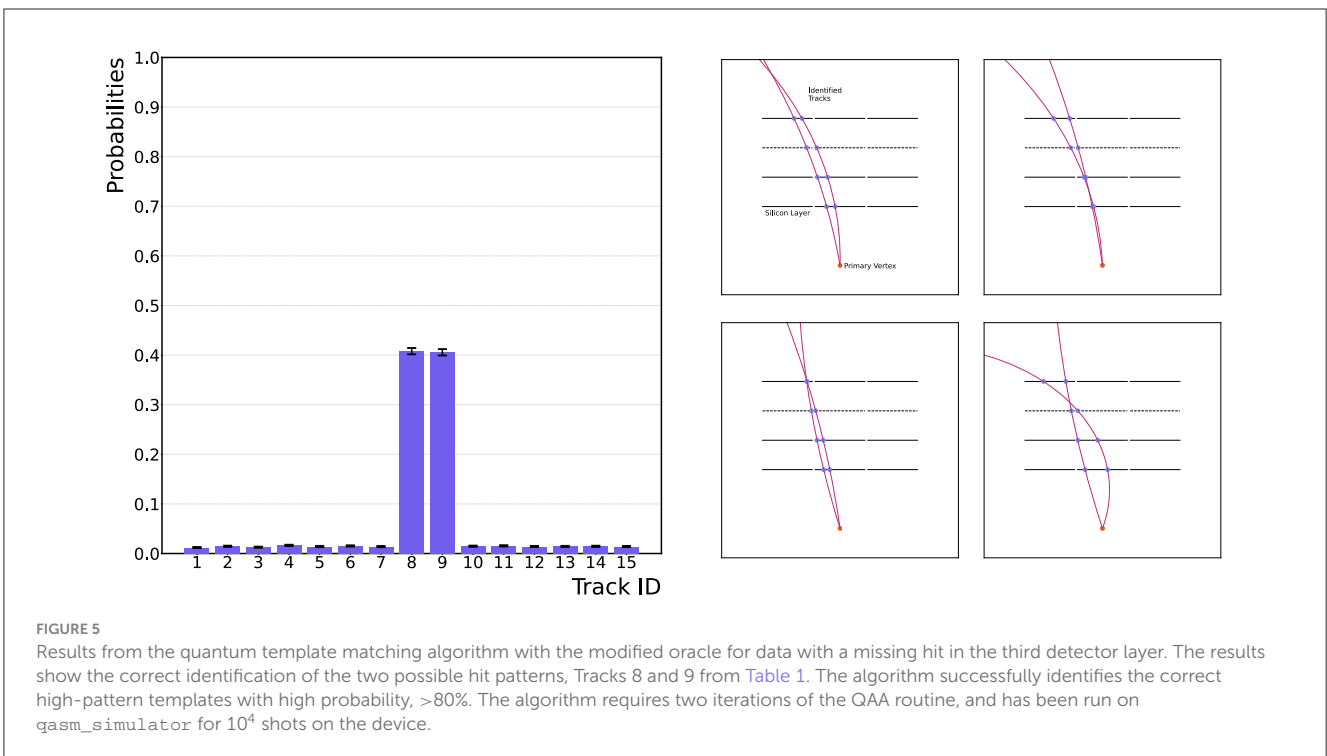 Probabilities
1.0
0.9
0.8
0.7
0.6
0.5
0.4
0.3
0.2
0.1
0.0
1 2 3 4 5 6 7 8 9 10 11 12 13 14 15
Track ID
Identified
Tracks
Silicon Layer
Primary Vertex
FIGURE 5
Results from the quantum template matching algorithm with the modified oracle for data with a missing hit in the third detector layer. The results
show the correct identification of the two possible hit patterns, Tracks 8 and 9 from Table 1. The algorithm successfully identifies the correct
high-pattern templates with high probability, >80%. The algorithm requires two iterations of the QAA routine, and has been run on
qasm_simulator for 10⁴ shots on the device.